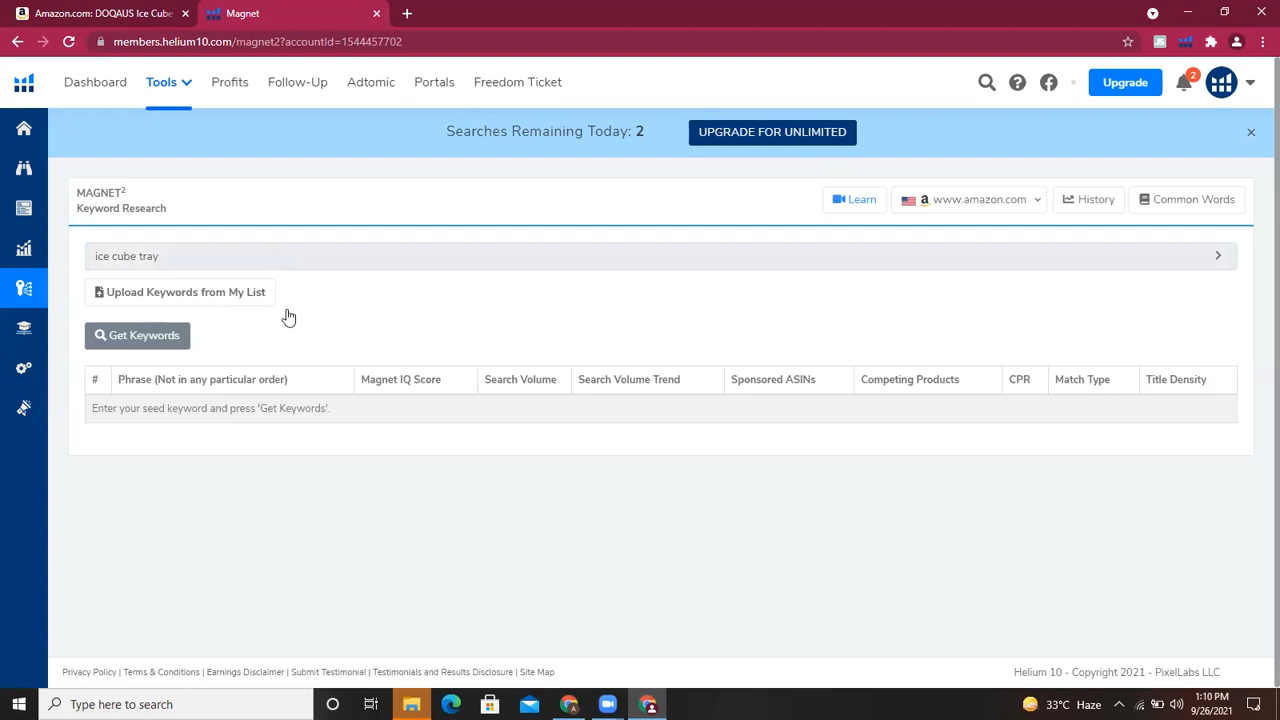 Amazon.com: DOQAUS Ice Cube
Magnet
members.helium10.com/magnet2?accountId=1544457702
Dashboard Tools Profits Follow-Up Adtomic Portals Freedom Ticket Upgrade 2
Searches Remaining Today: 2 UPGRADE FOR UNLIMITED
MAGNET²
Keyword Research
Learn www.amazon.com History Common Words
ice cube tray
Upload Keywords from My List
Get Keywords
# Phrase (Not in any particular order) Magnet IQ Score Search Volume Search Volume Trend Sponsored ASINs Competing Products CPR Match Type Title Density
Enter your seed keyword and press 'Get Keywords'.
Privacy Policy | Terms & Conditions | Earnings Disclaimer | Submit Testimonial | Testimonials and Results Disclosure | Site Map
Helium 10 - Copyright 2021 - PixelLabs LLC
Type here to search
33°C Haze
1:10 PM
9/26/2021